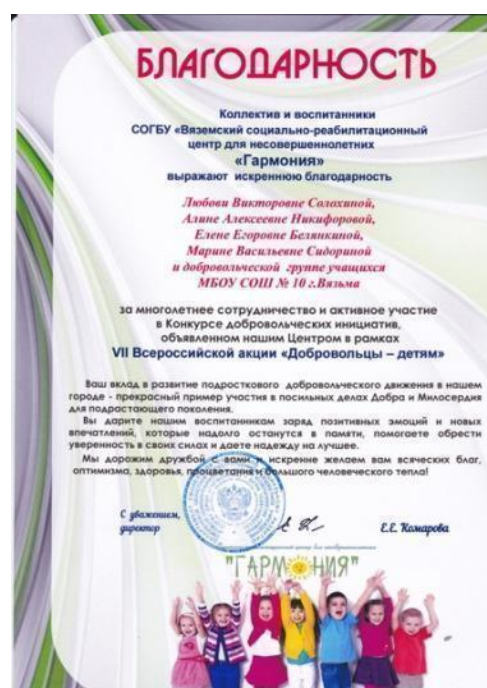 БЛАГОДАРНОСТЬ
Коллектив и воспитанники
СОГБУ «Вяземский социально-реабилитационный
центр для несовершеннолетних
«Гармония»
выражают искреннюю благодарность
Любови Викторовне Солохиной,
Алине Алексеевне Никифоровой,
Елене Егоровне Белянкиной,
Марине Васильевне Сидориной
и добровольческой группе учащихся
МБОУ СОШ № 10 г.Вязьма
за многолетнее сотрудничество и активное участие
в Конкурсе добровольческих инициатив,
объявленном нашим Центром в рамках
VII Всероссийской акции «Добровольцы – детям»
Ваш вклад в развитие подросткового добровольческого движения в нашем
городе - прекрасный пример участия в посильных делах Добра и Милосердия
для подрастающего поколения.
Вы дарите нашим воспитанникам заряд позитивных эмоций и новых
впечатлений, которые надолго останутся в памяти, помогаете обрести
уверенность в своих силах и даете надежду на лучшее.
Мы дорожим дружбой с вами и искренне желаем вам всяческих благ,
оптимизма, здоровья, процветания и большого человеческого тепла!
С уважением,
директор
Е.Е. Комарова
"ГАРМОНИЯ"